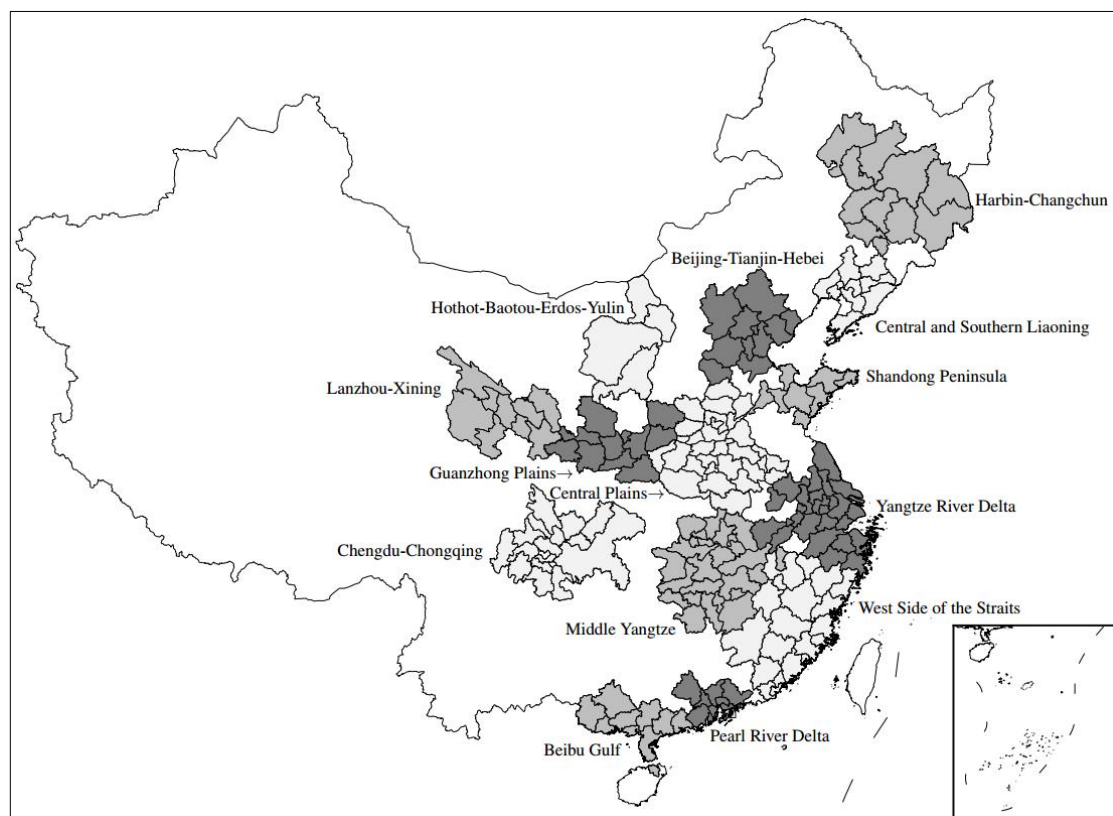 Harbin-Changchun
Beijing-Tianjin-Hebei
Hothot-Baotou-Erdos-Yulin
Central and Southern Liaoning
Lanzhou-Xining
Shandong Peninsula
Guanzhong Plains→
Central Plains→
Yangtze River Delta
Chengdu-Chongqing
West Side of the Straits
Middle Yangtze
Pearl River Delta
Beibu Gulf